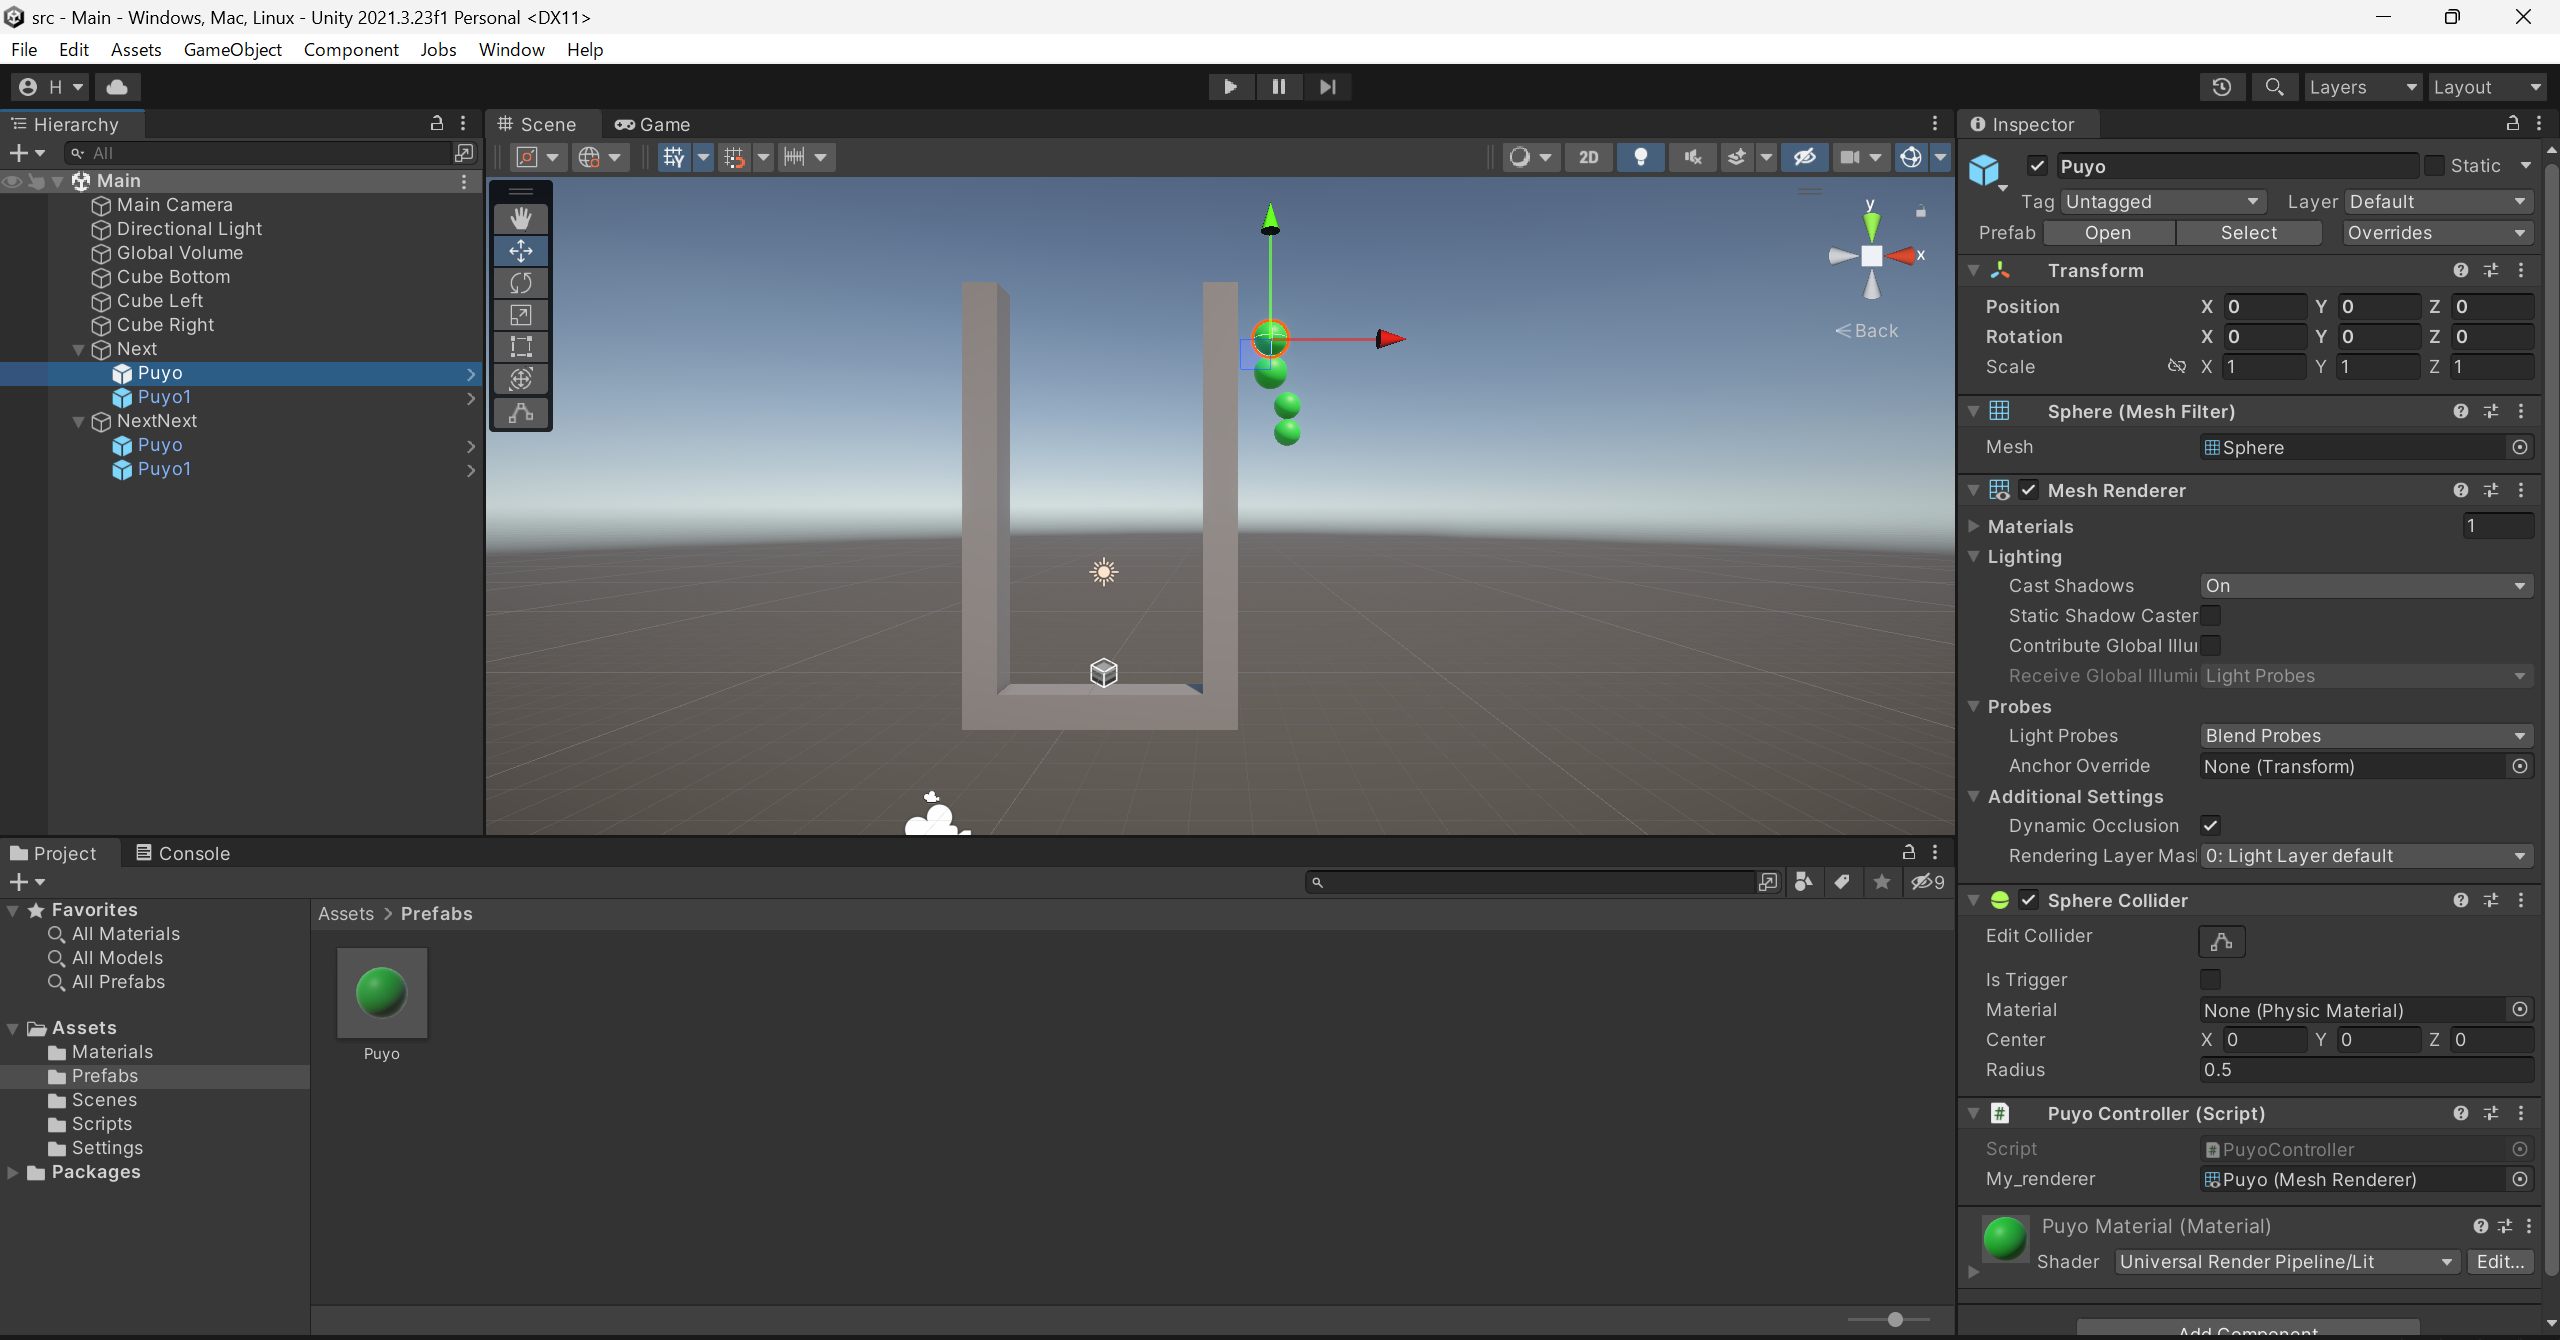 src - Main - Windows, Mac, Linux - Unity 2021.3.23f1 Personal <DX11>
File Edit Assets GameObject Component Jobs Window Help
H Layers Layout
Hierarchy
All
Main
Main Camera
Directional Light
Global Volume
Cube Bottom
Cube Left
Cube Right
Next
Puyo
Puyo1
NextNext
Puyo
Puyo1
Scene Game
2D
y
x
Back
Inspector
Puyo Static
Tag Untagged Layer Default
Prefab Open Select Overrides
Transform
Position X 0 Y 0 Z 0
Rotation X 0 Y 0 Z 0
Scale X 1 Y 1 Z 1
Sphere (Mesh Filter)
Mesh Sphere
Mesh Renderer
Materials 1
Lighting
Cast Shadows On
Static Shadow Caster
Contribute Global Illu
Receive Global Illumi Light Probes
Probes
Light Probes Blend Probes
Anchor Override None (Transform)
Additional Settings
Dynamic Occlusion
Rendering Layer Mas 0: Light Layer default
Sphere Collider
Edit Collider
Is Trigger
Material None (Physic Material)
Center X 0 Y 0 Z 0
Radius 0.5
Puyo Controller (Script)
Script # PuyoController
My_renderer Puyo (Mesh Renderer)
Puyo Material (Material)
Shader Universal Render Pipeline/Lit Edit...
Add Component
Project Console
9
Favorites
All Materials
All Models
All Prefabs
Assets
Materials
Prefabs
Scenes
Scripts
Settings
Packages
Assets > Prefabs
Puyo